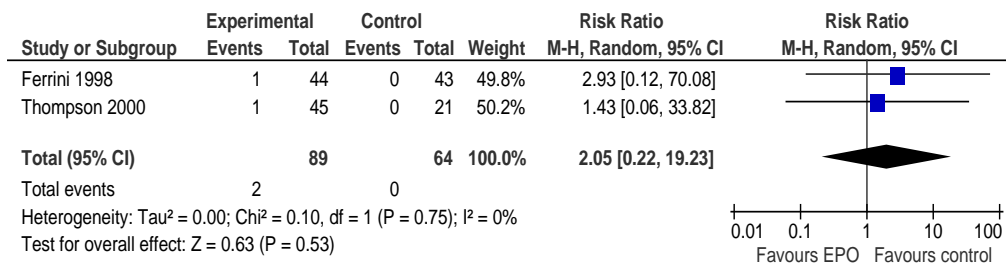 Experimental Control Risk Ratio Risk Ratio
Study or Subgroup Events Total Events Total Weight M-H, Random, 95% CI M-H, Random, 95% CI
Ferrini 1998 1 44 0 43 49.8% 2.93 [0.12, 70.08]
Thompson 2000 1 45 0 21 50.2% 1.43 [0.06, 33.82]
Total (95% CI) 89 64 100.0% 2.05 [0.22, 19.23]
Total events 2 0
Heterogeneity: Tau² = 0.00; Chi² = 0.10, df = 1 (P = 0.75); I² = 0%
Test for overall effect: Z = 0.63 (P = 0.53)
0.01 0.1 1 10 100
Favours EPO Favours control